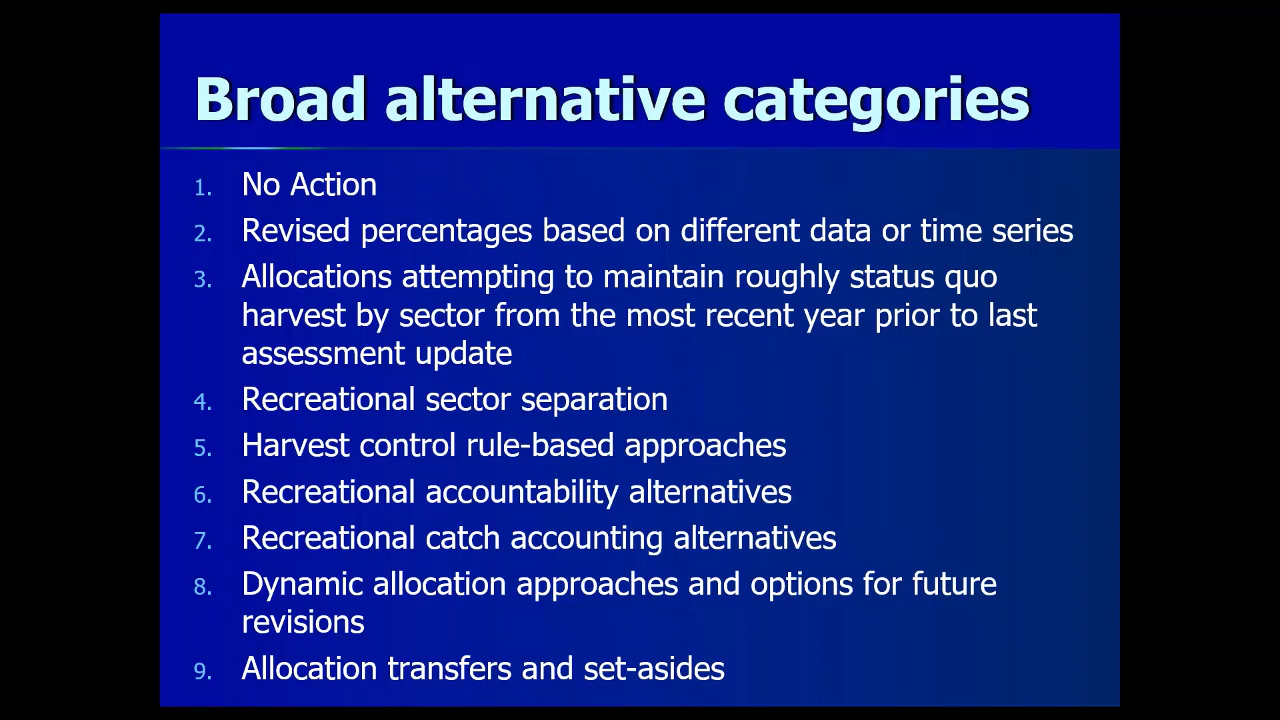 Broad alternative categories
1. No Action
2. Revised percentages based on different data or time series
3. Allocations attempting to maintain roughly status quo
harvest by sector from the most recent year prior to last
assessment update
4. Recreational sector separation
5. Harvest control rule-based approaches
6. Recreational accountability alternatives
7. Recreational catch accounting alternatives
8. Dynamic allocation approaches and options for future
revisions
9. Allocation transfers and set-asides